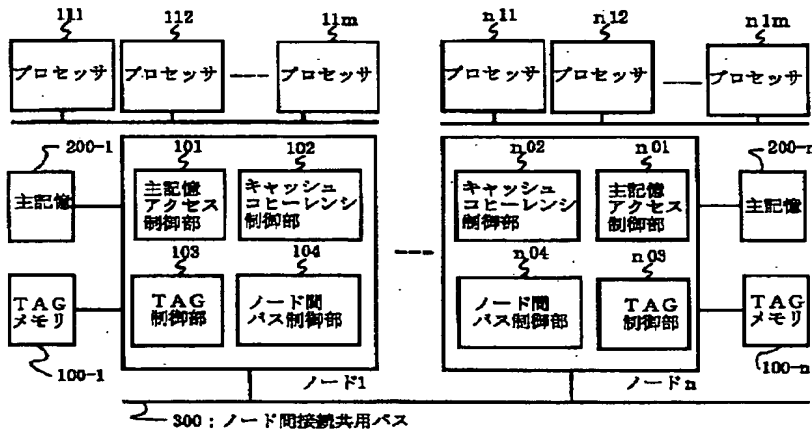 111 112 11m n11 n12 n1m
プロセッサ プロセッサ プロセッサ プロセッサ プロセッサ プロセッサ
200-1 101 102 n02 n01 200-n
主記憶
主記憶
アクセス
制御部
キャッシュ
コヒーレンシ
制御部
キャッシュ
コヒーレンシ
制御部
主記憶
アクセス
制御部
主記憶
103 104 n04 n03
TAG
メモリ
TAG
制御部
ノード間
バス制御部
ノード間
バス制御部
TAG
制御部
TAG
メモリ
100-1 ノード1 ノードn 100-n
300；ノード間接続共用バス